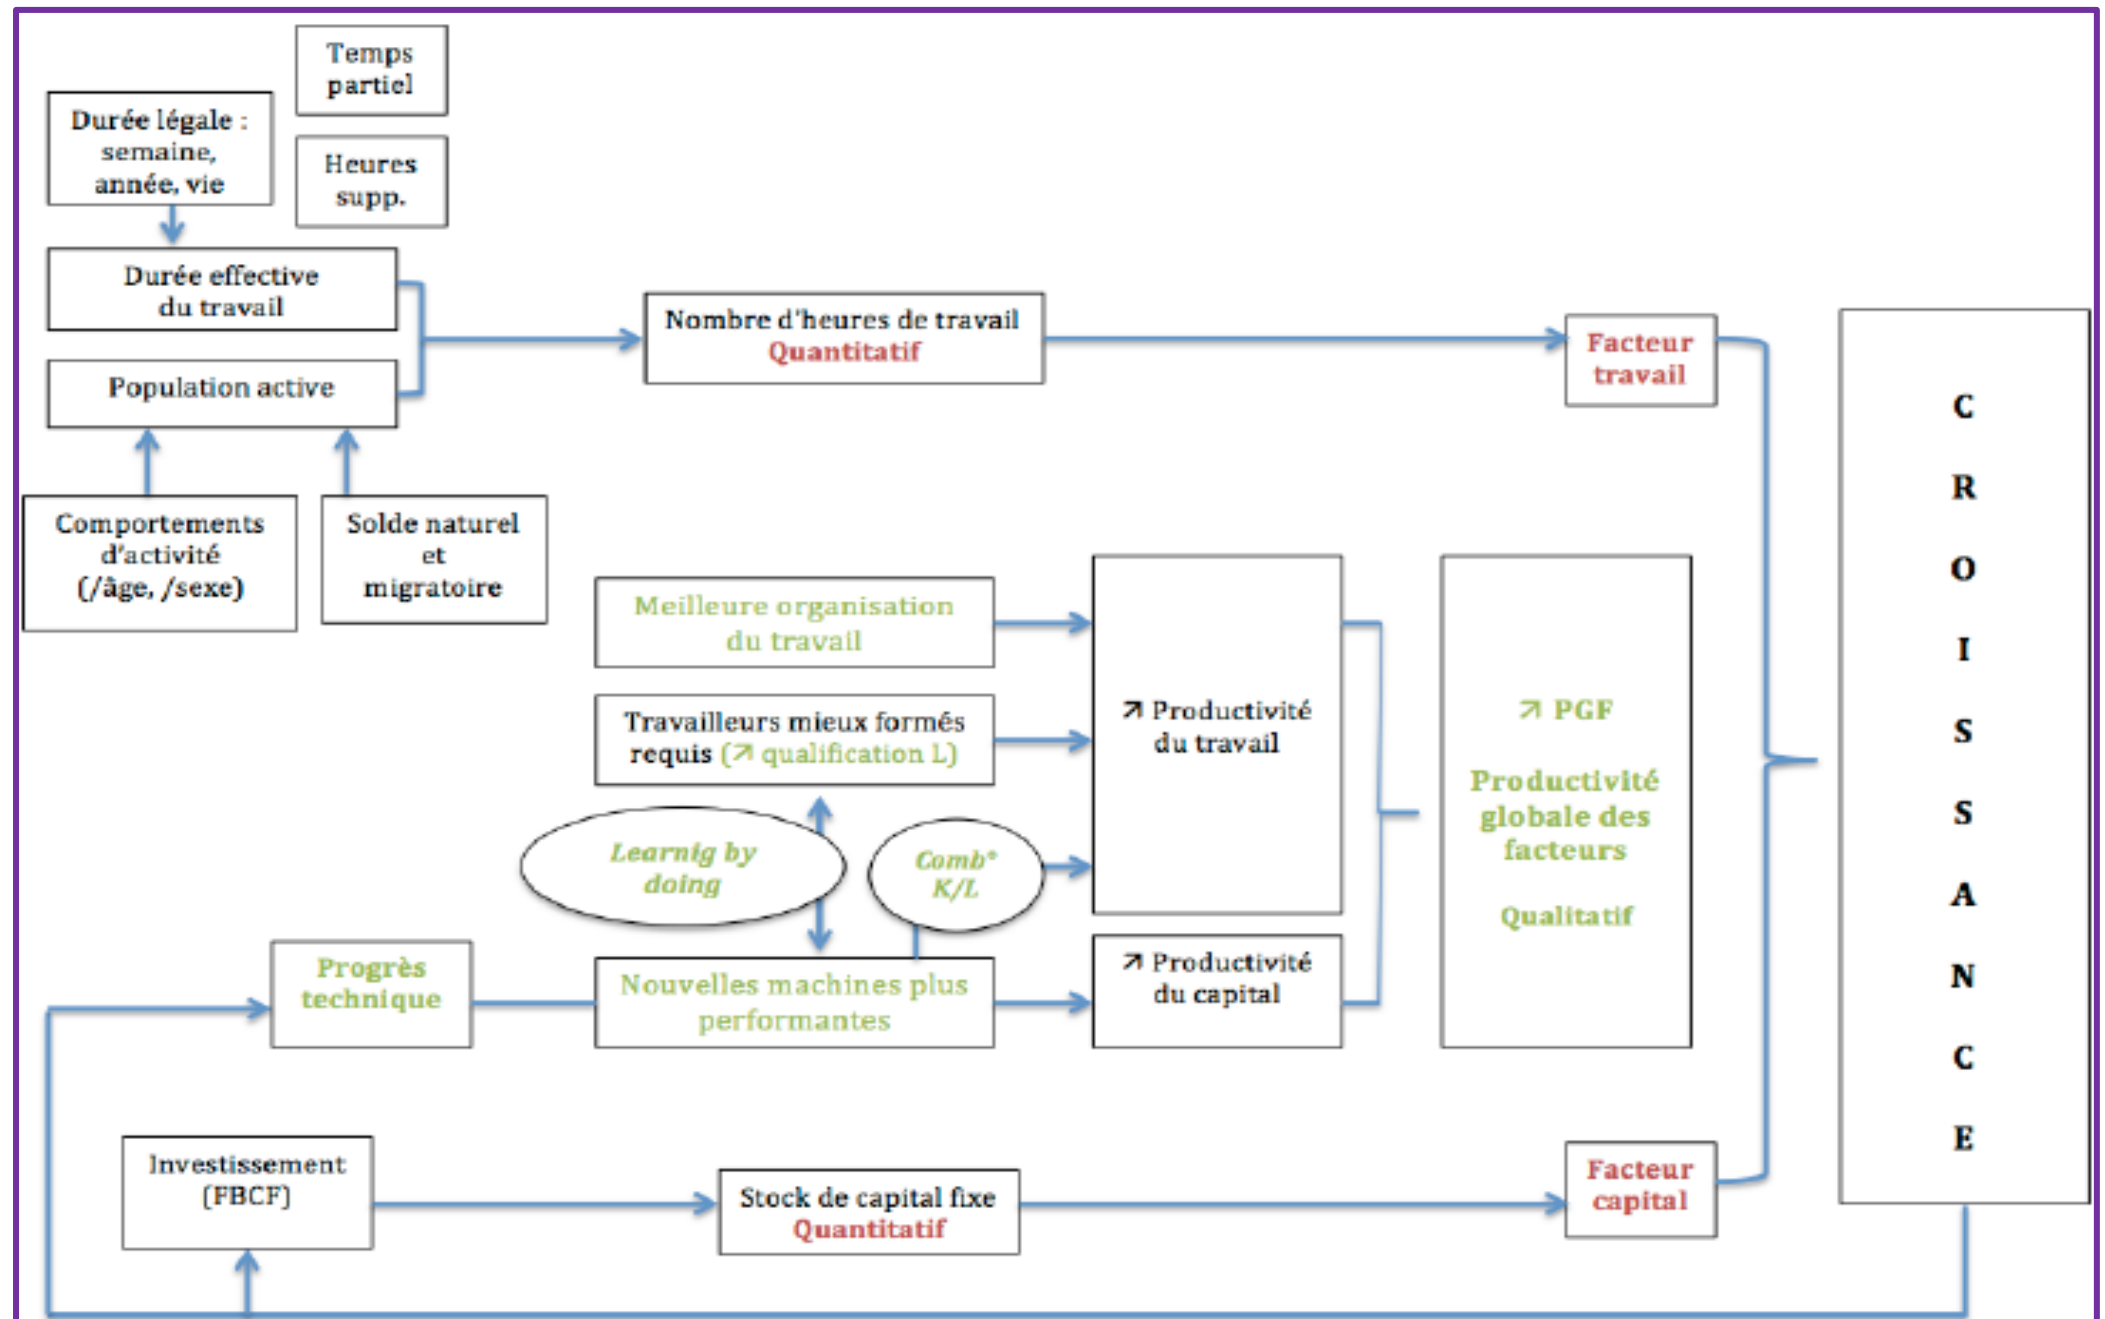 Temps
partiel
Durée légale :
semaine,
année, vie
Heures
supp.
Durée effective
du travail
Population active
Nombre d'heures de travail
Quantitatif
Facteur
travail
Comportements
d'activité
(/âge, /sexe)
Solde naturel
et
migratoire
Meilleure organisation
du travail
Travailleurs mieux formés
requis (↗ qualification L)
Learnig by
doing
Comb°
K/L
Progrès
technique
Nouvelles machines plus
performantes
↗ Productivité
du travail
↗ Productivité
du capital
↗ PGF
Productivité
globale des
facteurs
Qualitatif
Investissement
(FBCF)
Stock de capital fixe
Quantitatif
Facteur
capital
C
R
O
I
S
S
A
N
C
E